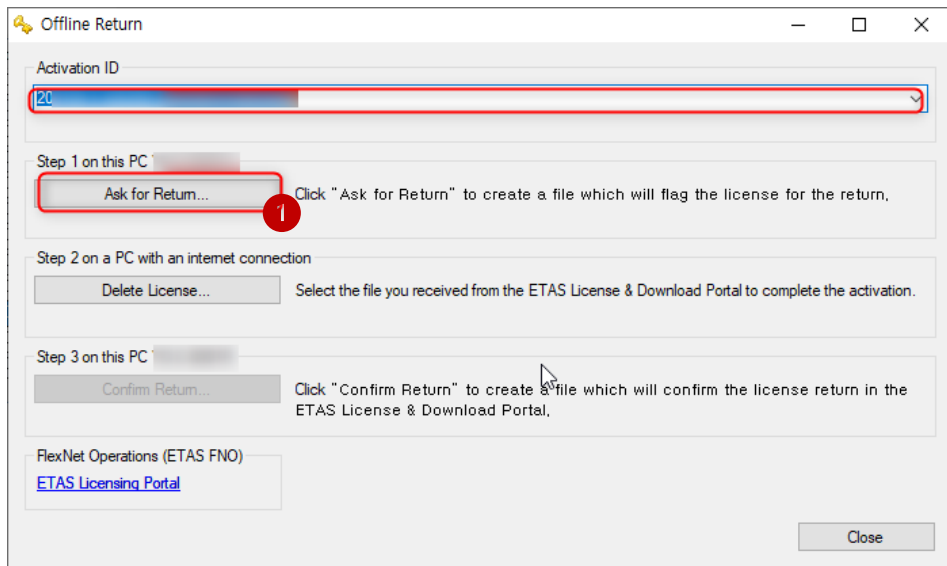 Offline Return
Activation ID
20
Step 1 on this PC
Ask for Return...
1
Click "Ask for Return" to create a file which will flag the license for the return,
Step 2 on a PC with an internet connection
Delete License...
Select the file you received from the ETAS License & Download Portal to complete the activation.
Step 3 on this PC
Confirm Return...
Click "Confirm Return" to create a file which will confirm the license return in the
ETAS License & Download Portal,
FlexNet Operations (ETAS FNO)
ETAS Licensing Portal
Close